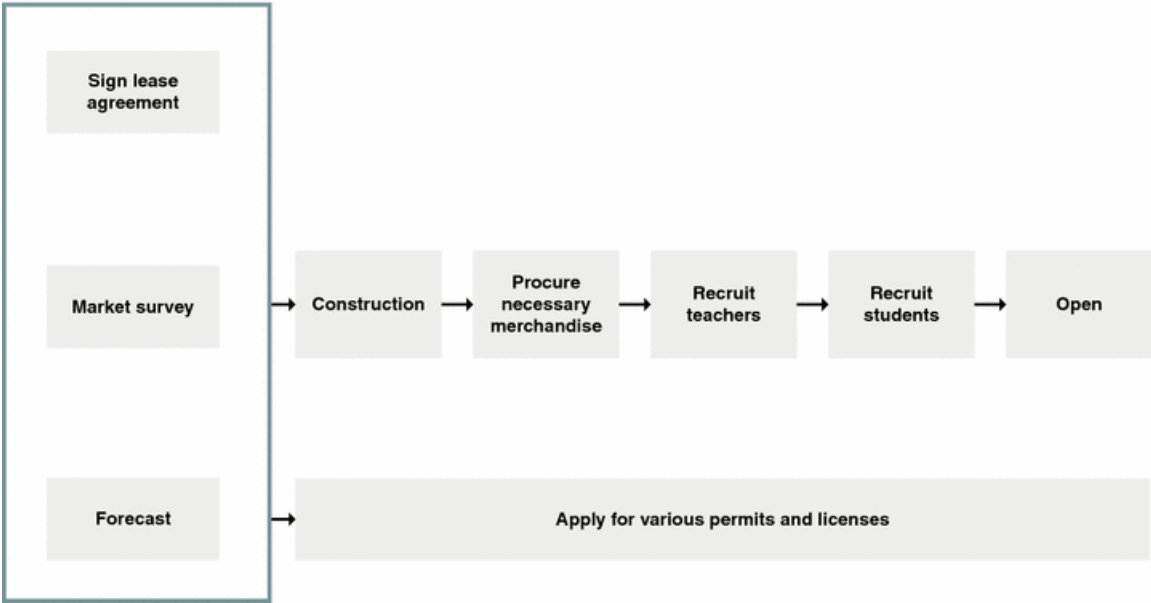 Sign lease
agreement
Market survey
Construction
Procure
necessary
merchandise
Recruit
teachers
Recruit
students
Open
Forecast
Apply for various permits and licenses